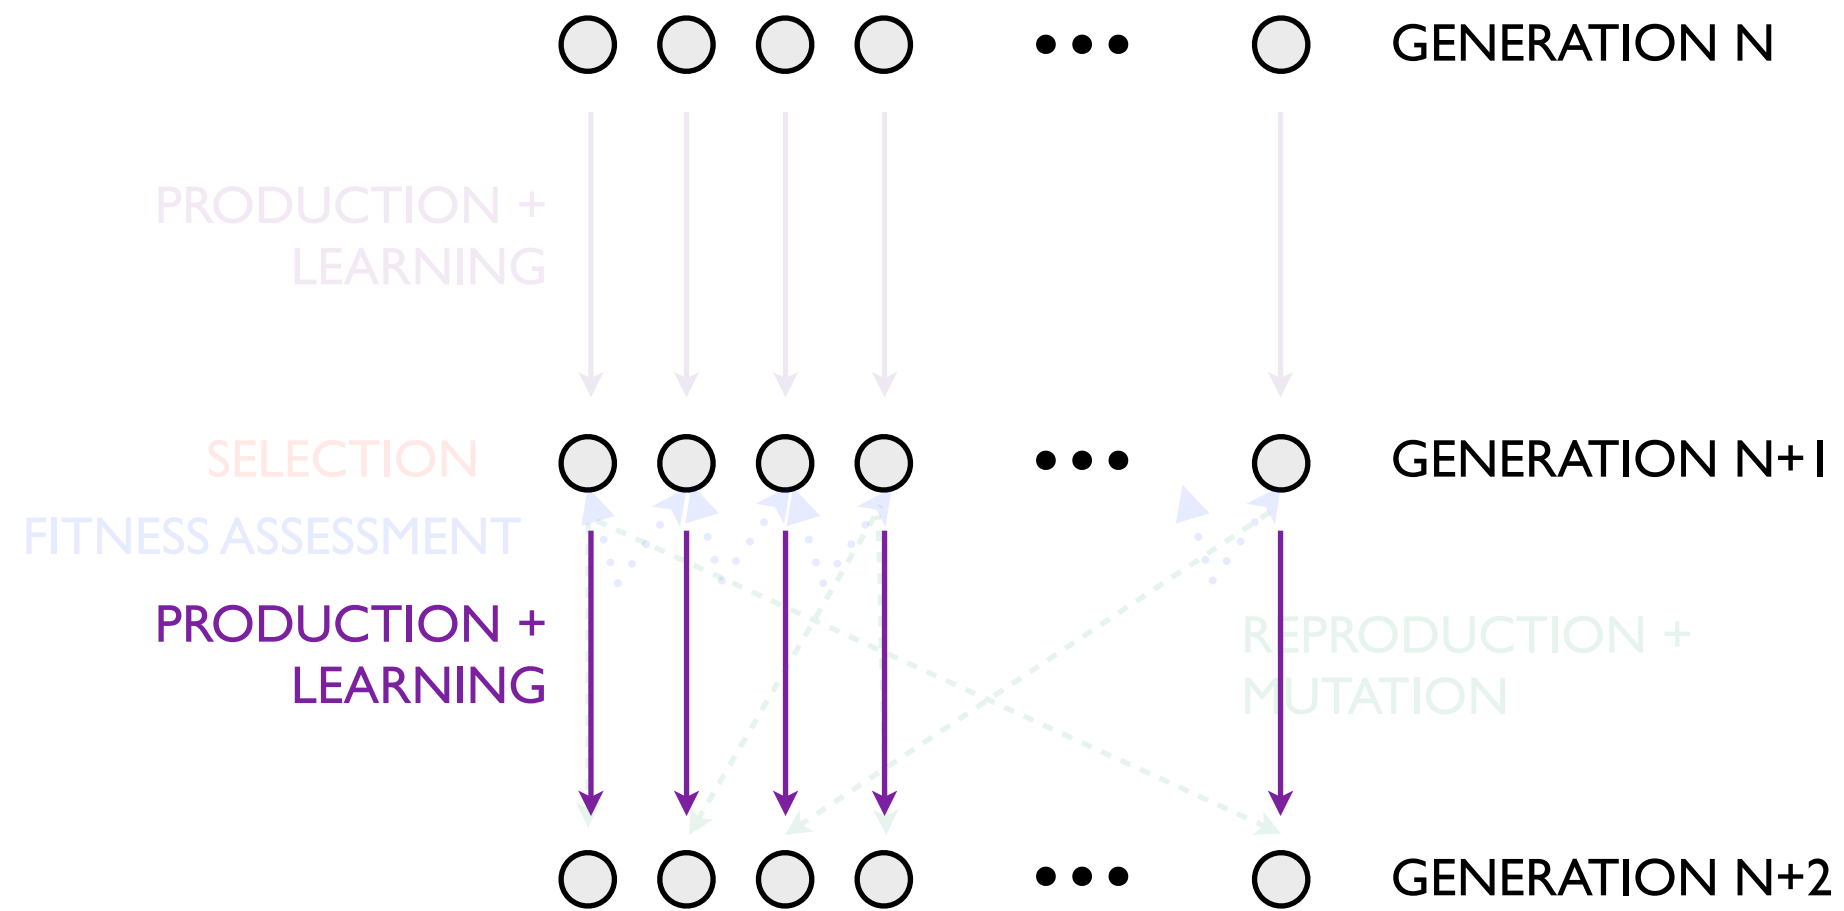 GENERATION N
PRODUCTION +
LEARNING
SELECTION
GENERATION N+1
FITNESS ASSESSMENT
PRODUCTION +
LEARNING
REPRODUCTION +
MUTATION
GENERATION N+2